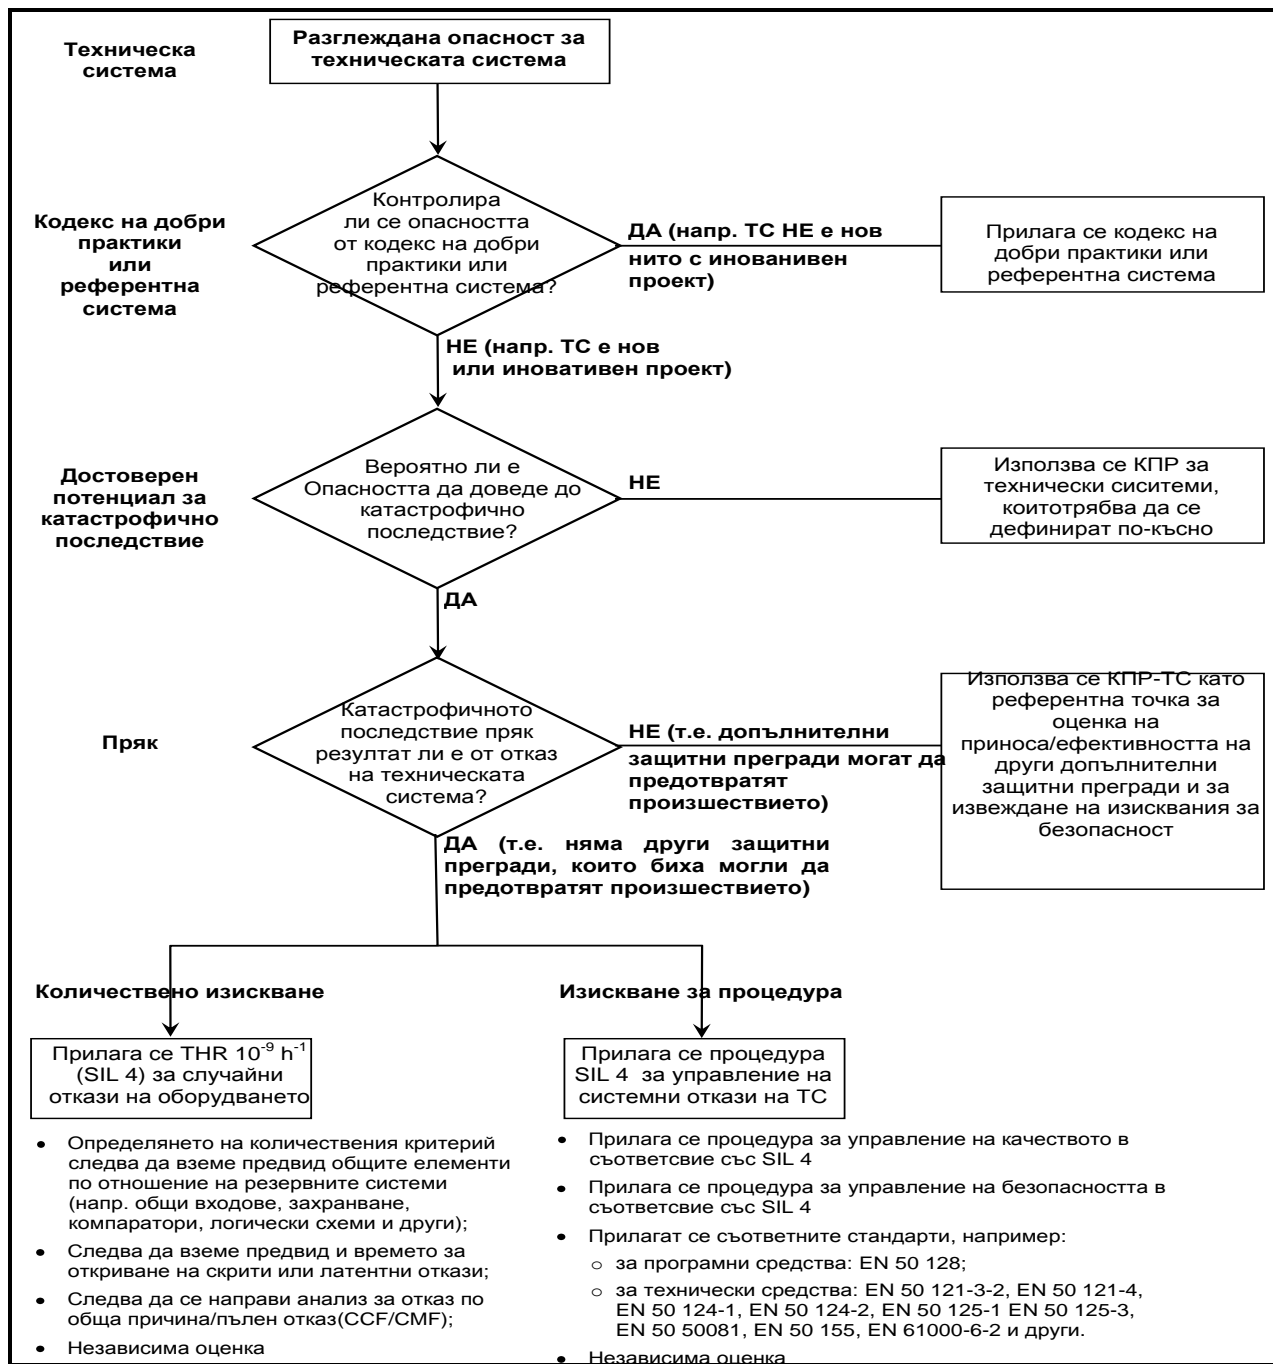 Техническа
система
Разглеждана опасност за
техническата система
Кодекс на добри
практики
или
референтна
система
Контролира
ли се опасността
от кодекс на добри
практики или
референтна система?
ДА (напр. ТС НЕ е нов
нито с инованивен
проект)
Прилага се кодекс на
добри практики или
референтна система
НЕ (напр. ТС е нов
или иновативен проект)
Достоверен
потенциал за
катастрофично
последствие
Вероятно ли е
Опасността да доведе до
катастрофично
последствие?
НЕ
Използва се КПР за
технически сиситеми,
коитотрябва да се
дефинират по-късно
ДА
Пряк
Катастрофичното
последствие пряк
резултат ли е от отказ
на техническата
система?
НЕ (т.е. допълнителни
защитни прегради могат да
предотвратят
произшествието)
Използва се КПР-ТС като
референтна точка за
оценка на
приноса/ефективността на
други допълнителни
защитни прегради и за
извеждане на изисквания за
безопасност
ДА (т.е. няма други защитни
прегради, които биха могли да
предотвратят произшествието)
Количествено изискване
Прилага се THR 10⁻⁹ h⁻¹
(SIL 4) за случайни
откази на оборудването
• Определянето на количествения критерий
следва да вземе предвид общите елементи
по отношение на резервните системи
(напр. общи входове, захранване,
компаратори, логически схеми и други);
• Следва да вземе предвид и времето за
откриване на скрити или латентни откази;
• Следва да се направи анализ за отказ по
обща причина/пълен отказ(CCF/CMF);
• Независима оценка
Изискване за процедура
Прилага се процедура
SIL 4 за управление на
системни откази на ТС
• Прилага се процедура за управление на качеството в
съответсвие със SIL 4
• Прилага се процедура за управление на безопасността в
съответсвие със SIL 4
• Прилагат се съответните стандарти, например:
○ за програмни средства: EN 50 128;
○ за технически средства: EN 50 121-3-2, EN 50 121-4,
EN 50 124-1, EN 50 124-2, EN 50 125-1 EN 50 125-3,
EN 50 50081, EN 50 155, EN 61000-6-2 и други.
• Независима оценка